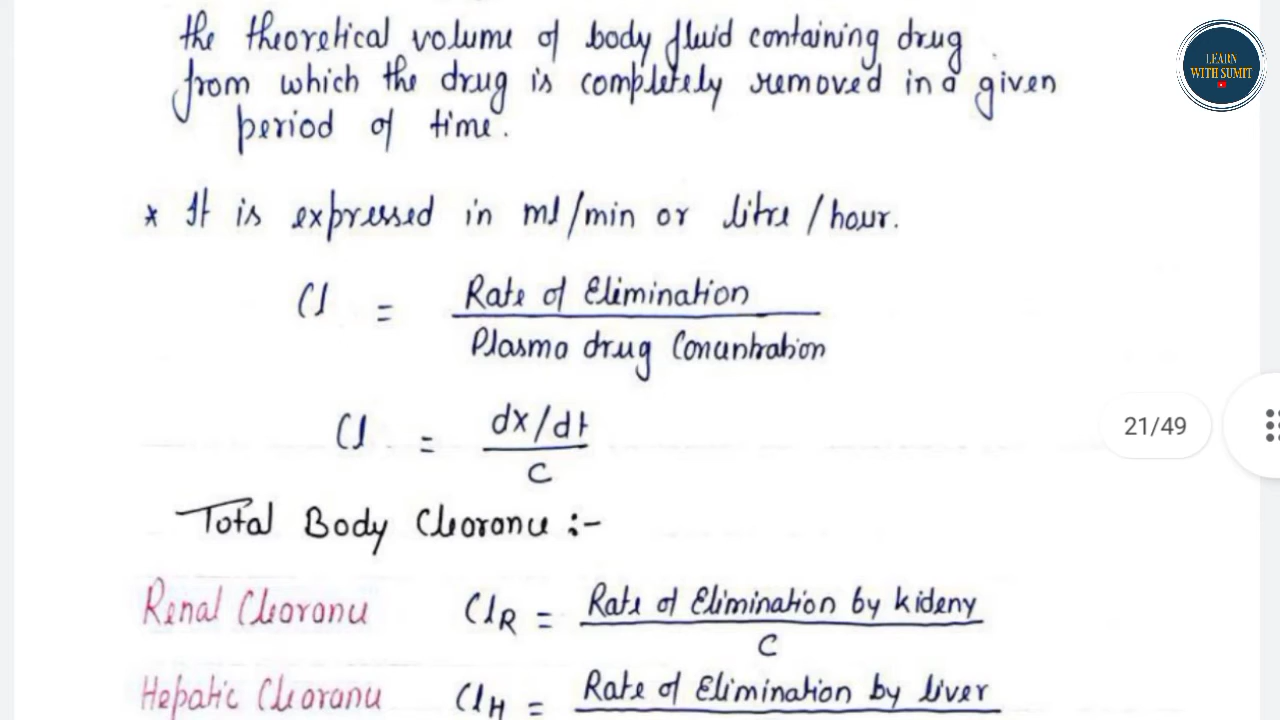 the theoretical volume of body fluid containing drug
from which the drug is completely removed in a given
period of time.
LEARN
WITH SUMIT
* It is expressed in ml/min or litre/hour.
Cl = Rate of Elimination
Plasma drug Concentration
Cl = dx/dt
C
21/49
Total Body Clearance :-
Renal Clearance ClR = Rate of Elimination by kideny
C
Hepatic Clearance ClH = Rate of Elimination by liver